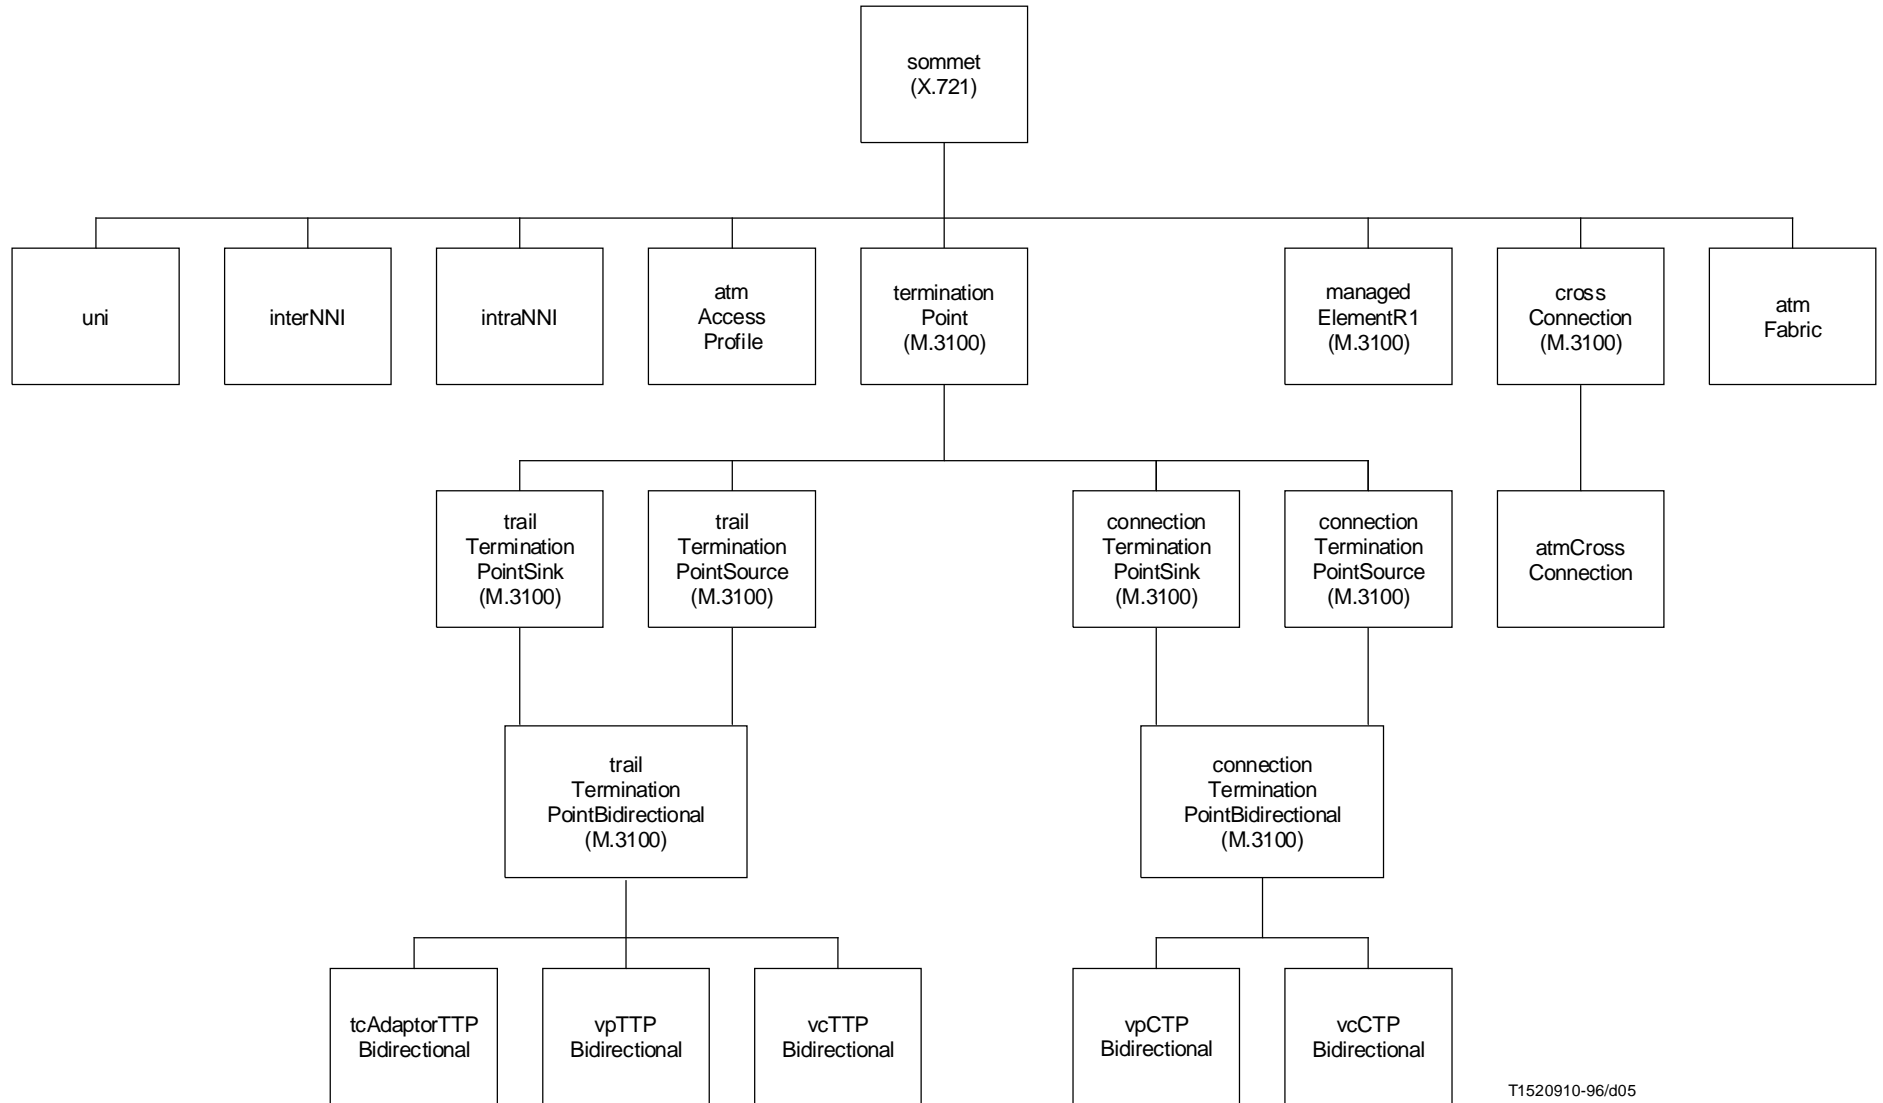 sommet
(X.721)
uni
interNNI
intraNNI
atm
Access
Profile
termination
Point
(M.3100)
managed
ElementR1
(M.3100)
cross
Connection
(M.3100)
atm
Fabric
trail
Termination
PointSink
(M.3100)
trail
Termination
PointSource
(M.3100)
connection
Termination
PointSink
(M.3100)
connection
Termination
PointSource
(M.3100)
atmCross
Connection
trail
Termination
PointBidirectional
(M.3100)
connection
Termination
PointBidirectional
(M.3100)
tcAdaptorTTP
Bidirectional
vpTTP
Bidirectional
vcTTP
Bidirectional
vpCTP
Bidirectional
vcCTP
Bidirectional
T1520910-96/d05